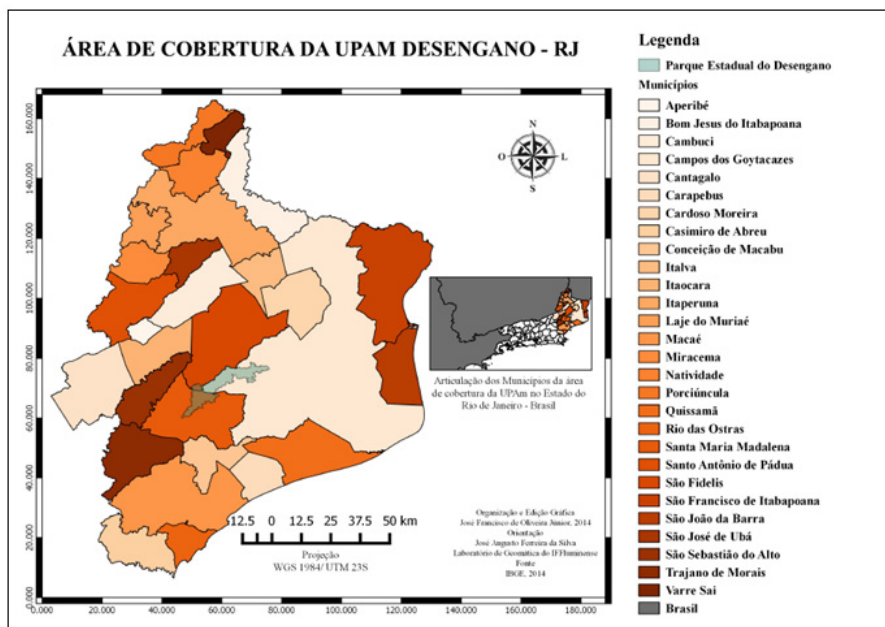 ÁREA DE COBERTURA DA UPAM DESENGANO - RJ
N
O
L
S
160.000
140.000
120.000
100.000
80.000
60.000
40.000
20.000
0.000
0.000
20.000
40.000
60.000
80.000
100.000
120.000
140.000
160.000
180.000
Articulação dos Municípios da área
de cobertura da UPAm no Estado do
Rio de Janeiro - Brasil
12.5 0 12.5 25 37.5 50 km
Projeção
WGS 1984/ UTM 23S
Organização e Edição Gráfica
José Francisco de Oliveira Júnior, 2014
Orientação
José Augusto Ferreira da Silva
Laboratório de Geomática do IFFluminense
Fonte
IBGE, 2014
Legenda
Parque Estadual do Desengano
Municípios
Aperibé
Bom Jesus do Itabapoana
Cambuci
Campos dos Goytacazes
Cantagalo
Carapebus
Cardoso Moreira
Casimiro de Abreu
Conceição de Macabu
Italva
Itaocara
Itaperuna
Laje do Muriaé
Macaé
Miracema
Natividade
Porciúncula
Quissamã
Rio das Ostras
Santa Maria Madalena
Santo Antônio de Pádua
São Fidelis
São Francisco de Itabapoana
São João da Barra
São José de Ubá
São Sebastião do Alto
Trajano de Morais
Varre Sai
Brasil